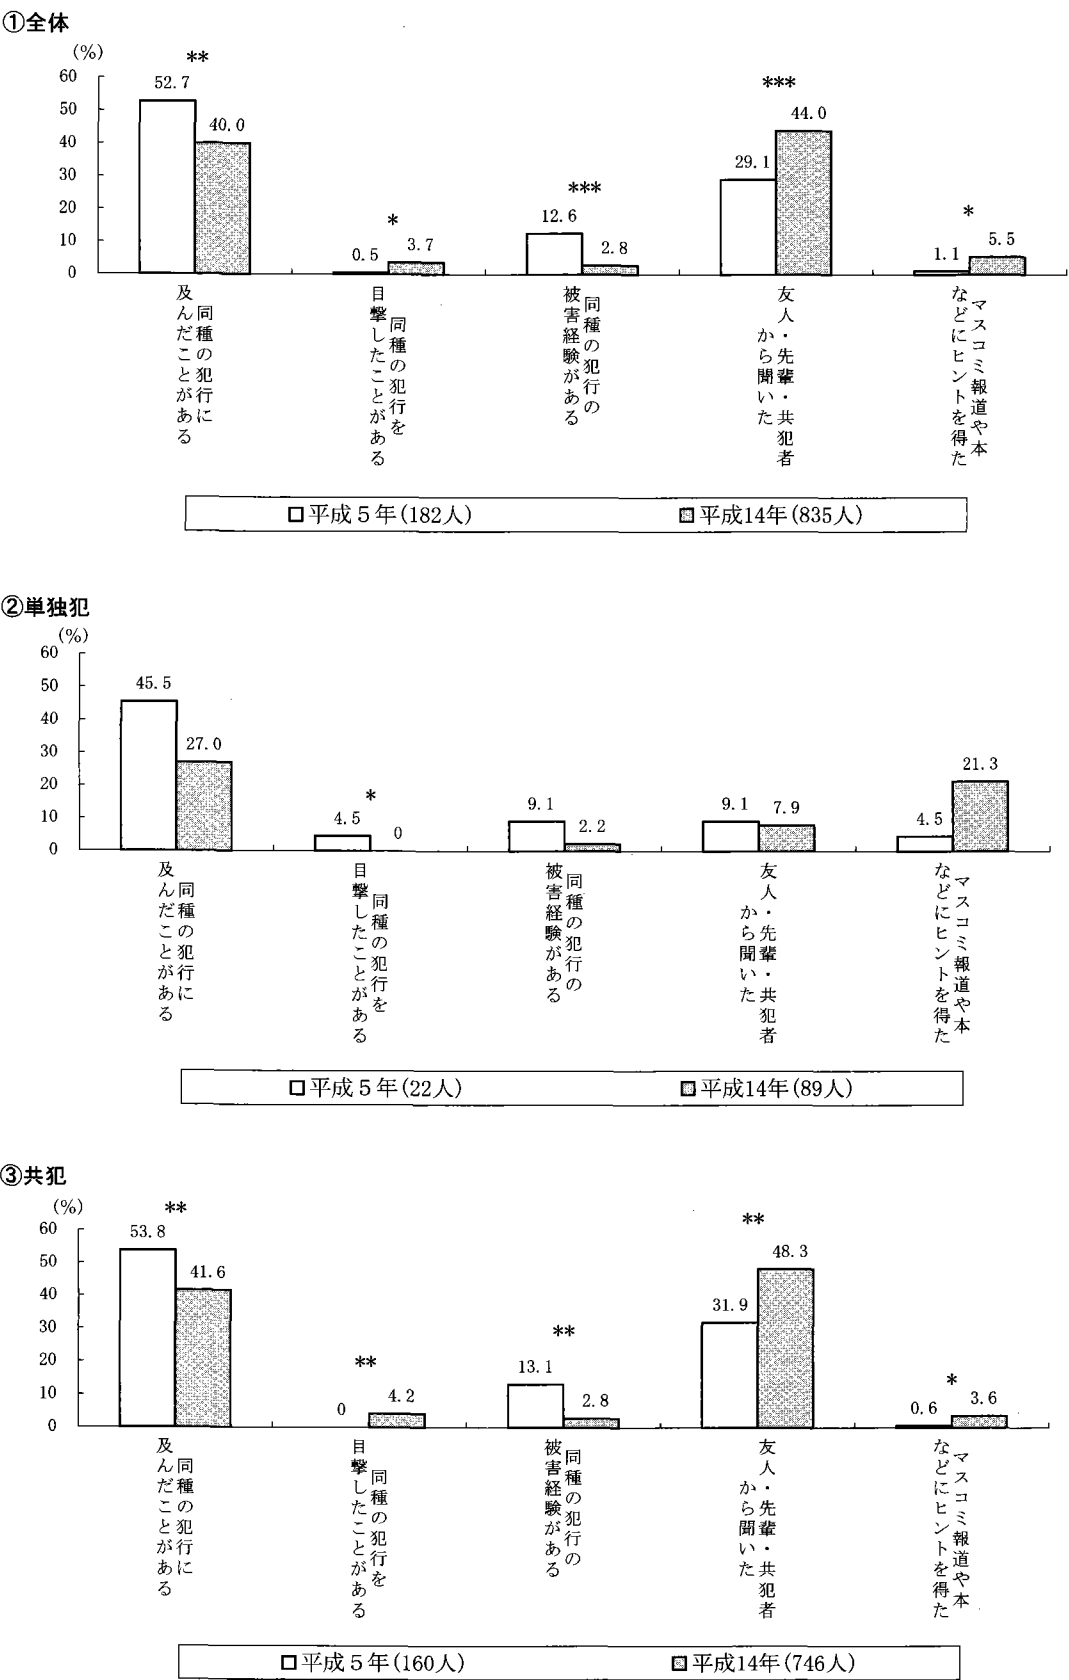 ①全体
(%)
60
50
40
30
20
10
0
**
52.7
40.0
*
0.5
3.7
***
12.6
2.8
***
29.1
44.0
*
1.1
5.5
同種の犯行に
及んだことがある
同種の犯行を
目撃したことがある
同種の犯行の
被害経験がある
友人・先輩・共犯者
から聞いた
マスコミ報道や本
などにヒントを得た
□平成5年(182人)
平成14年(835人)
②単独犯
(%)
60
50
40
30
20
10
0
45.5
27.0
*
4.5
0
9.1
2.2
9.1
7.9
4.5
21.3
同種の犯行に
及んだことがある
同種の犯行を
目撃したことがある
同種の犯行の
被害経験がある
友人・先輩・共犯者
から聞いた
マスコミ報道や本
などにヒントを得た
□平成5年(22人)
平成14年(89人)
③共犯
(%)
60
50
40
30
20
10
0
**
53.8
41.6
**
0
4.2
**
13.1
2.8
**
31.9
48.3
*
0.6
3.6
同種の犯行に
及んだことがある
同種の犯行を
目撃したことがある
同種の犯行の
被害経験がある
友人・先輩・共犯者
から聞いた
マスコミ報道や本
などにヒントを得た
□平成5年(160人)
平成14年(746人)